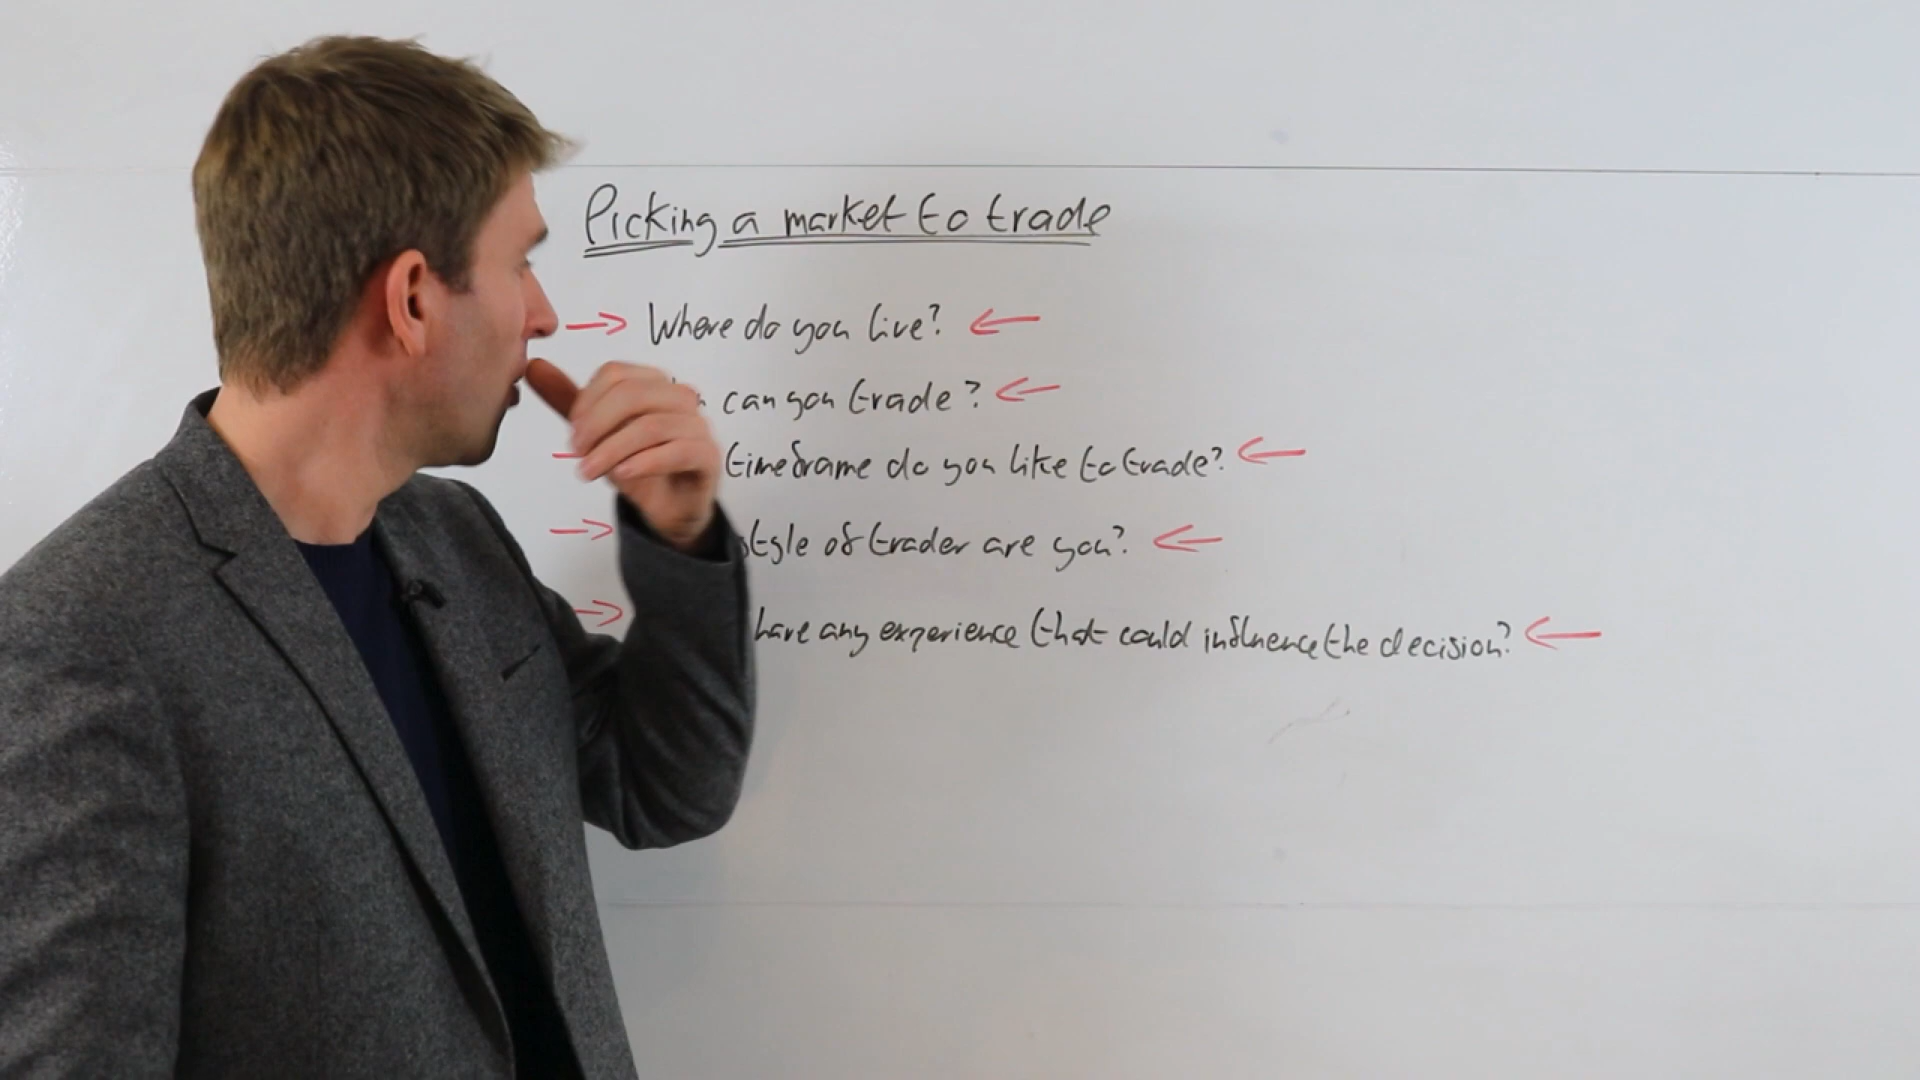 Picking a market to trade
Where do you live?
can you trade?
timeframe do you like to trade?
style of trader are you?
have any experience that could influence the decision?